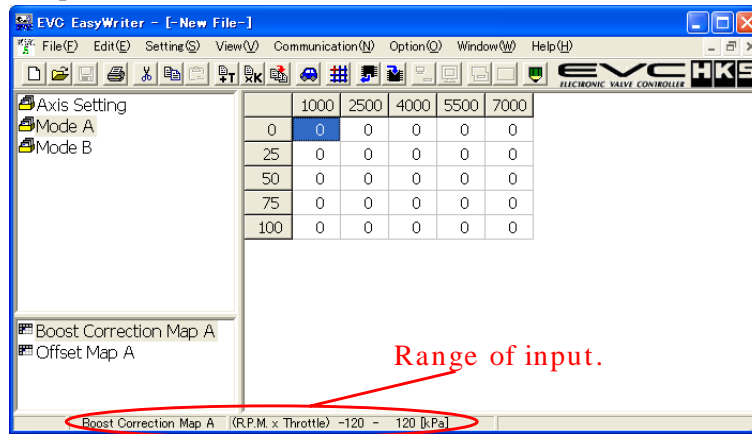 EVC EasyWriter - [-New File-]
File(F) Edit(E) Setting(S) View(V) Communication(N) Option(O) Window(W) Help(H)
EVC HKS
ELECTRONIC VALVE CONTROLLER
Axis Setting
Mode A
Mode B
1000 2500 4000 5500 7000
0 0 0 0 0 0
25 0 0 0 0 0
50 0 0 0 0 0
75 0 0 0 0 0
100 0 0 0 0 0
Boost Correction Map A
Offset Map A
Range of input.
Boost Correction Map A (R.P.M. x Throttle) -120 - 120 [kPa]